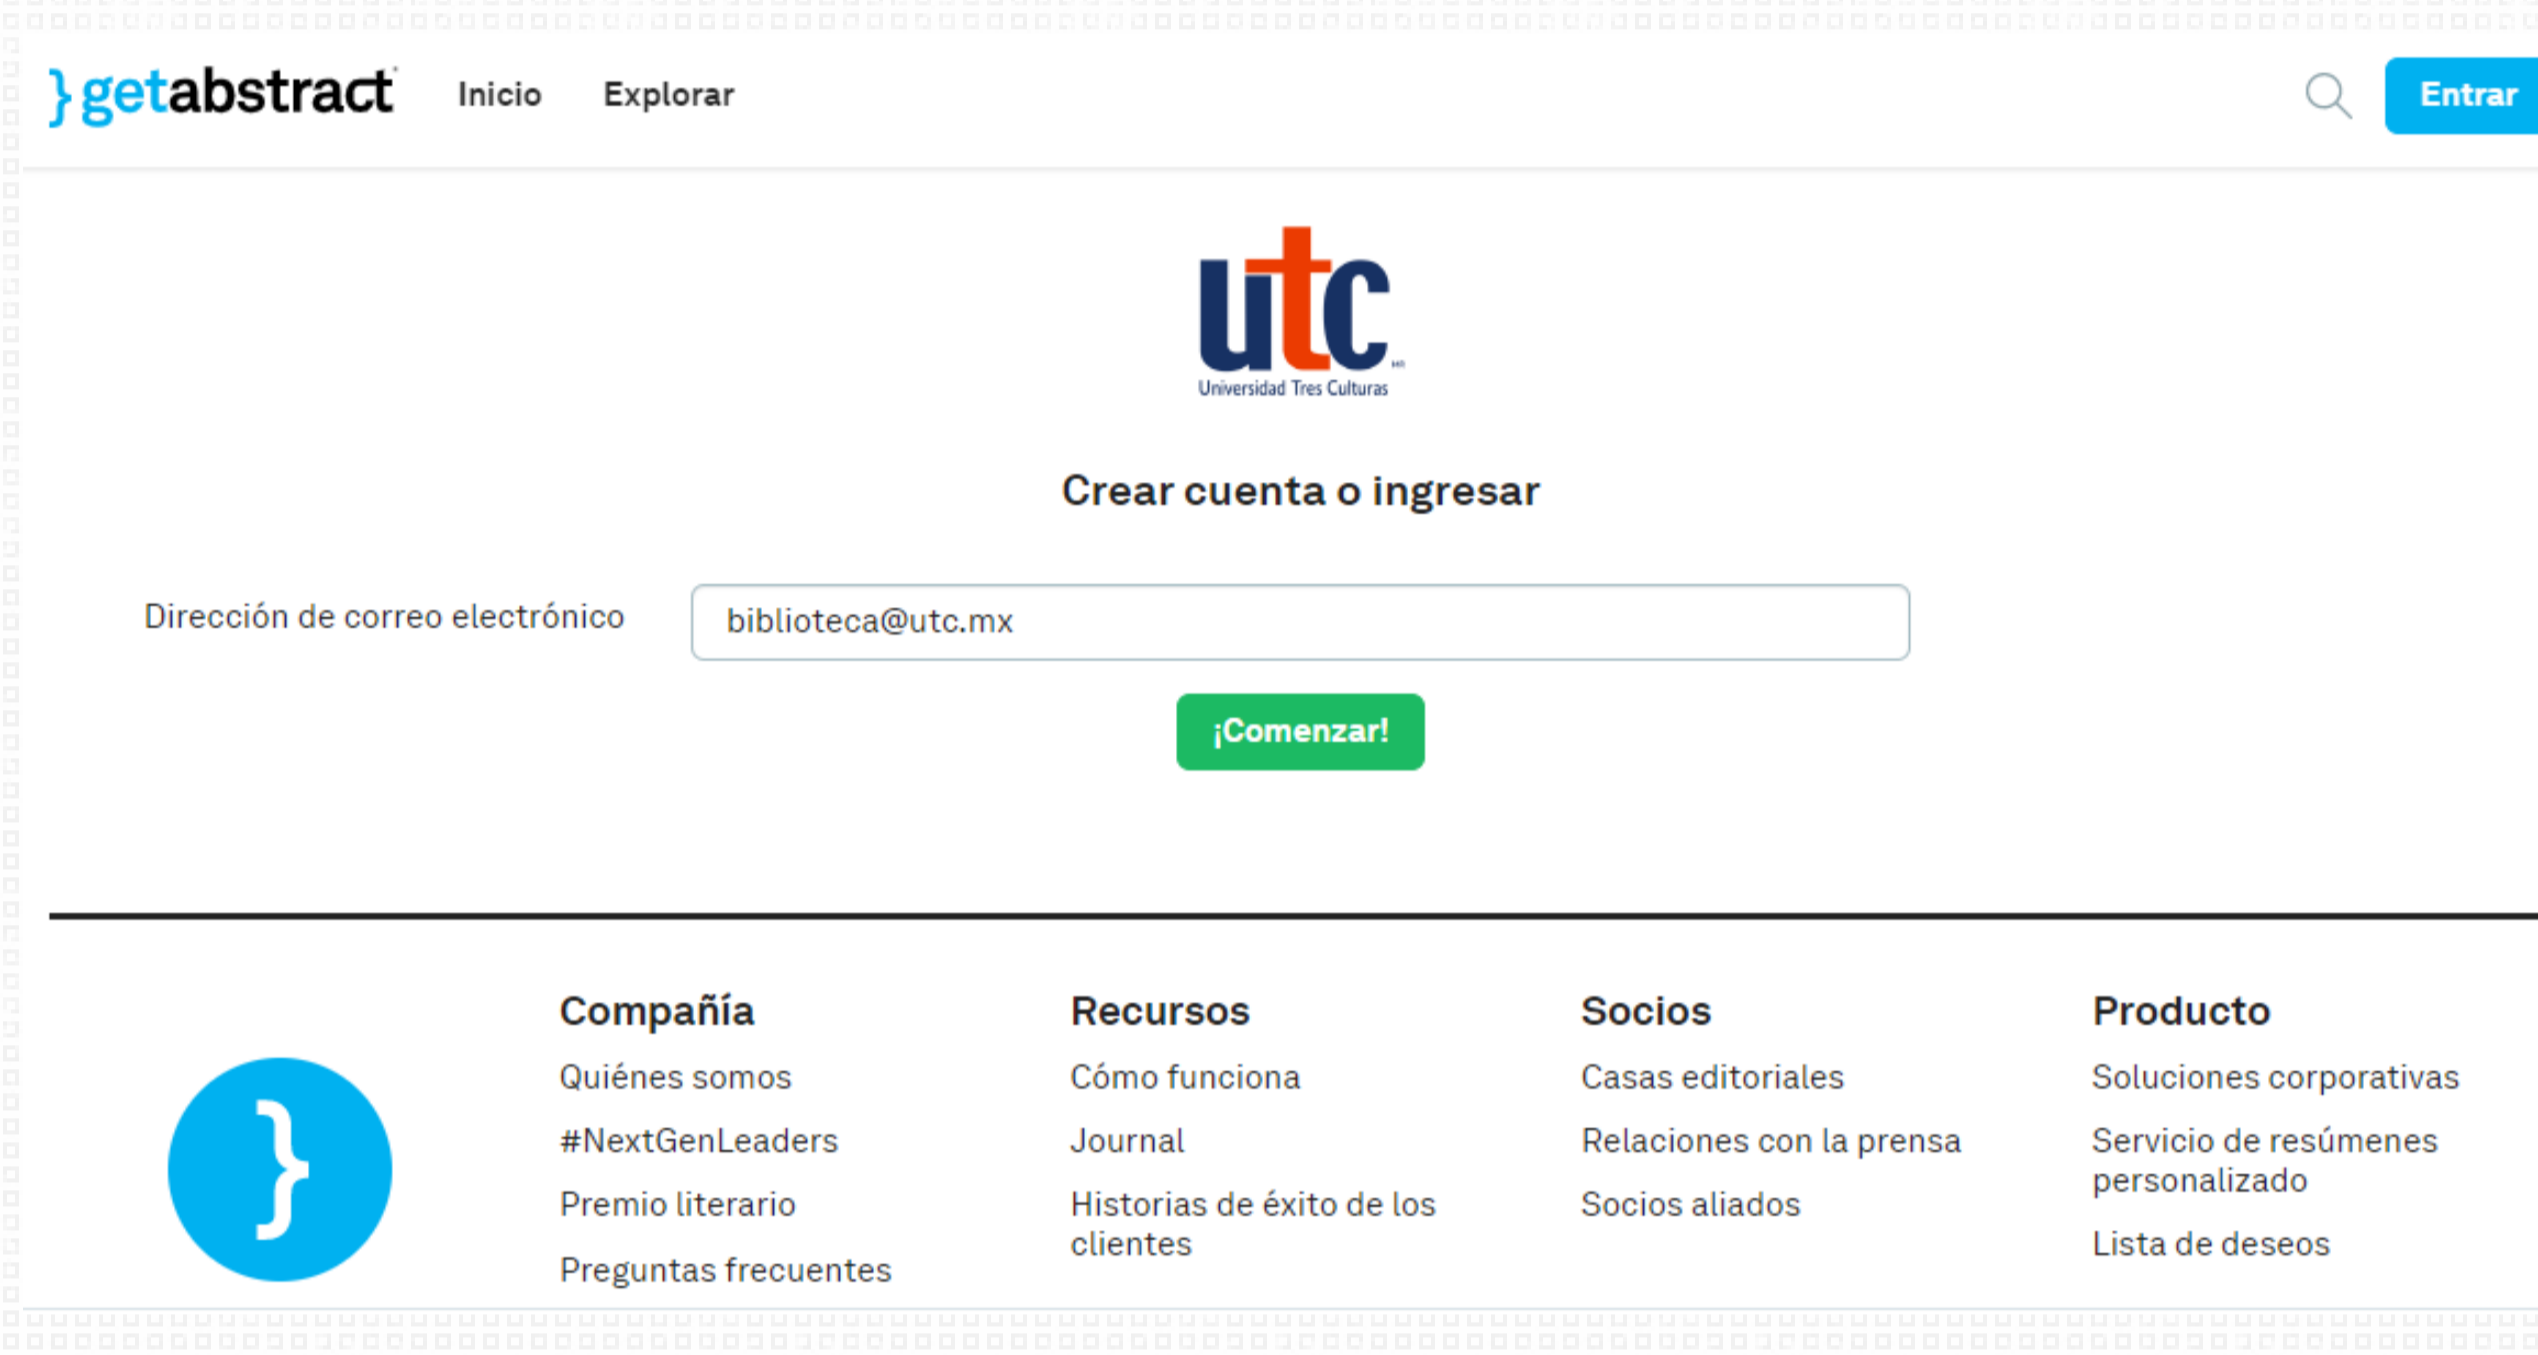 }getabstract
Inicio
Explorar
Entrar
utc
Universidad Tres Culturas
Crear cuenta o ingresar
Dirección de correo electrónico
biblioteca@utc.mx
¡Comenzar!
}
Compañía
Quiénes somos
#NextGenLeaders
Premio literario
Preguntas frecuentes
Recursos
Cómo funciona
Journal
Historias de éxito de los
clientes
Socios
Casas editoriales
Relaciones con la prensa
Socios aliados
Producto
Soluciones corporativas
Servicio de resúmenes
personalizado
Lista de deseos